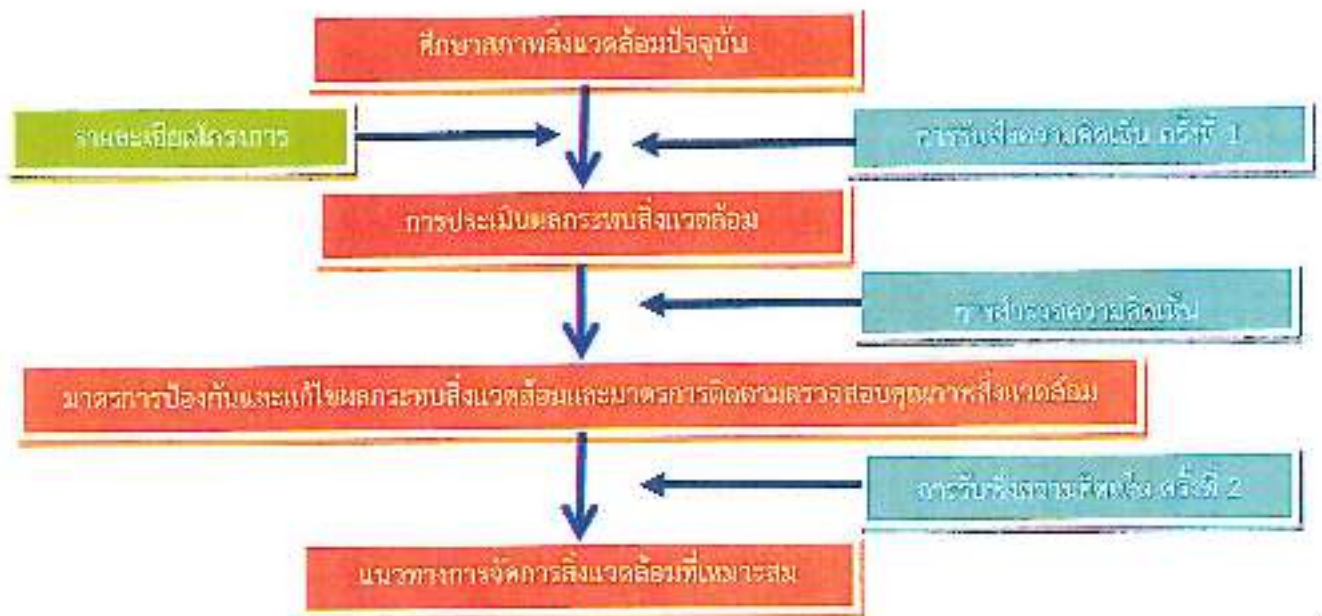 ศึกษาสภาพสิ่งแวดล้อมปัจจุบัน
รายละเอียดโครงการ
การรับฟังความคิดเห็น ครั้งที่ 1
การประเมินผลกระทบสิ่งแวดล้อม
การสำรวจความคิดเห็น
มาตรการป้องกันและแก้ไขผลกระทบสิ่งแวดล้อมและมาตรการติดตามตรวจสอบคุณภาพสิ่งแวดล้อม
การรับฟังความคิดเห็น ครั้งที่ 2
แนวทางการจัดการสิ่งแวดล้อมที่เหมาะสม